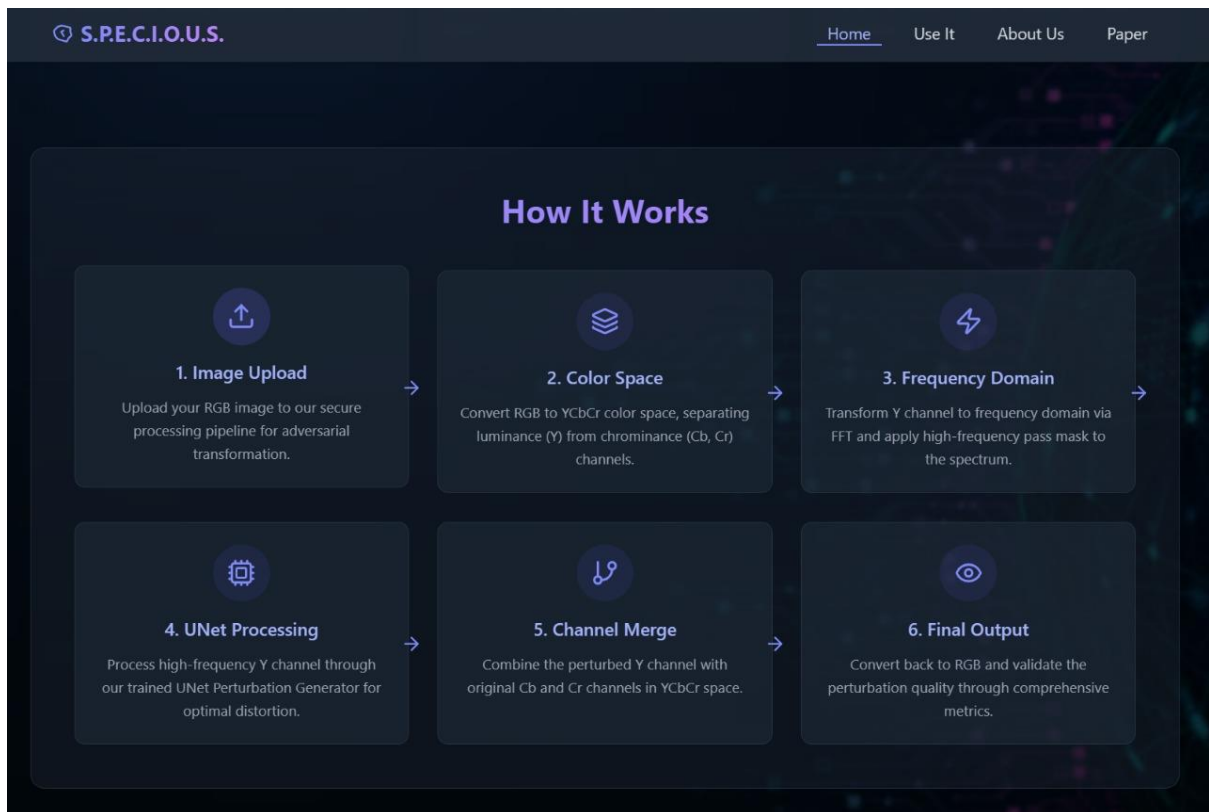 S.P.E.C.I.O.U.S.
Home Use It About Us Paper
How It Works
1. Image Upload
Upload your RGB image to our secure
processing pipeline for adversarial
transformation.
2. Color Space
Convert RGB to YCbCr color space, separating
luminance (Y) from chrominance (Cb, Cr)
channels.
3. Frequency Domain
Transform Y channel to frequency domain via
FFT and apply high-frequency pass mask to
the spectrum.
4. UNet Processing
Process high-frequency Y channel through
our trained UNet Perturbation Generator for
optimal distortion.
5. Channel Merge
Combine the perturbed Y channel with
original Cb and Cr channels in YCbCr space.
6. Final Output
Convert back to RGB and validate the
perturbation quality through comprehensive
metrics.